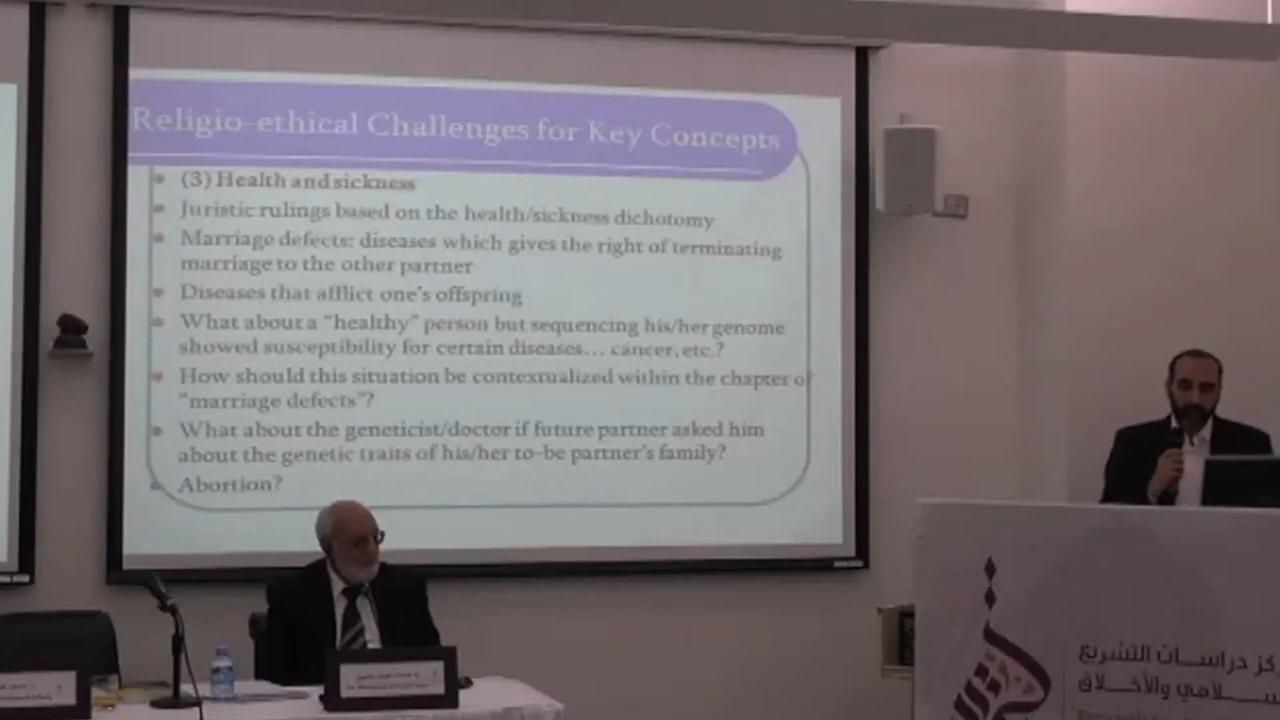 Religio-ethical Challenges for Key Concepts
(3) Health and sickness
Juristic rulings based on the health/sickness dichotomy
Marriage defects: diseases which gives the right of terminating
marriage to the other partner
Diseases that afflict one's offspring
What about a "healthy" person but sequencing his/her genome
showed susceptibility for certain diseases... cancer, etc.?
How should this situation be contextualized within the chapter of
"marriage defects"?
What about the geneticist/doctor if future partner asked him
about the genetic traits of his/her to-be partner's family?
Abortion?
دراسات التشريع
والأخلاق